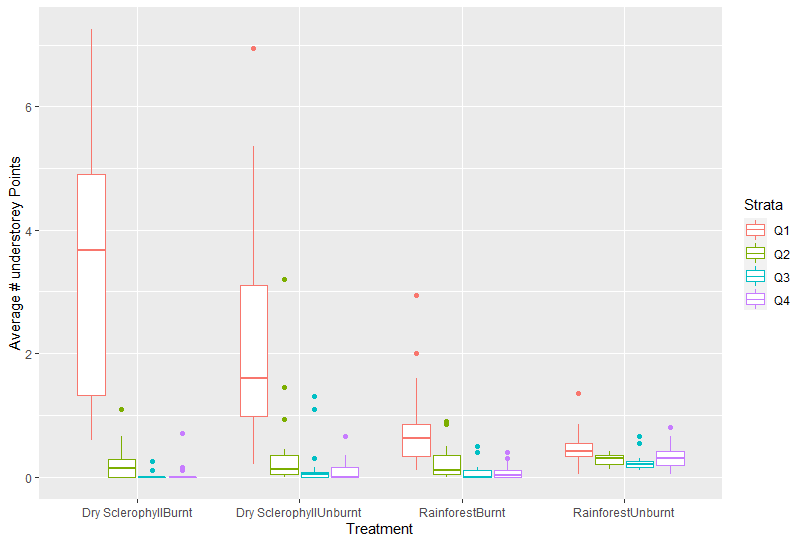 Average # understorey Points
6
4
2
0
Dry SclerophyllBurnt
Dry SclerophyllUnburnt
RainforestBurnt
RainforestUnburnt
Treatment
Strata
Q1
Q2
Q3
Q4